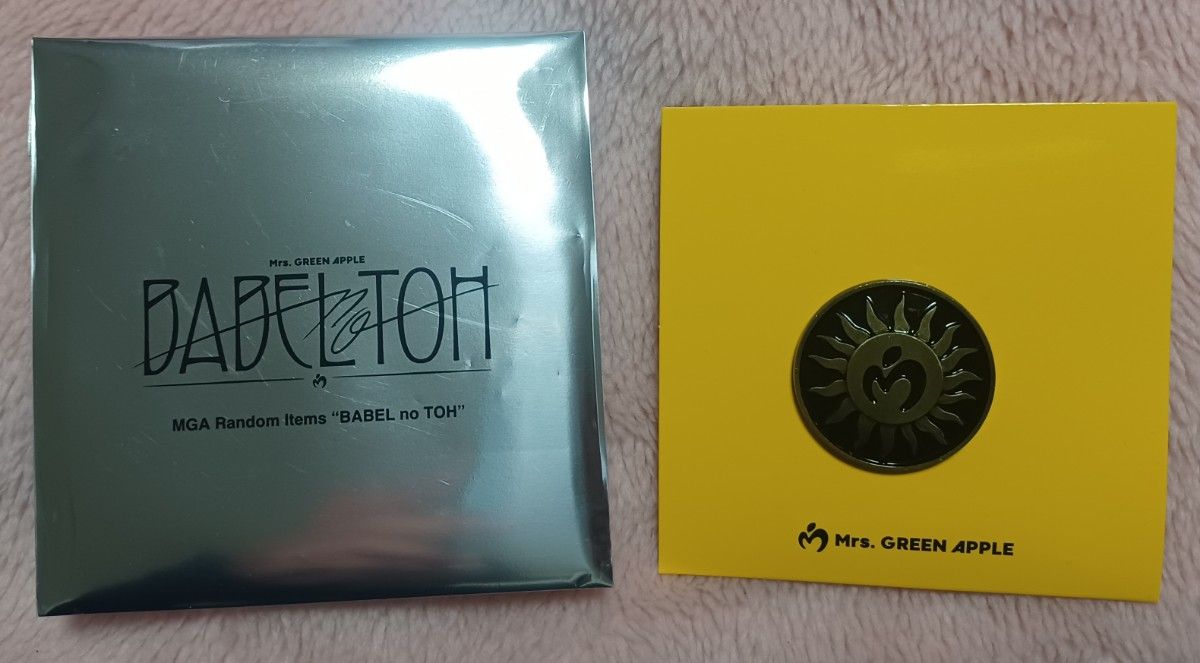 Mrs. GREEN APPLE
BABEL no TOH
MGA Random Items “BABEL no TOH”
Mrs. GREEN APPLE